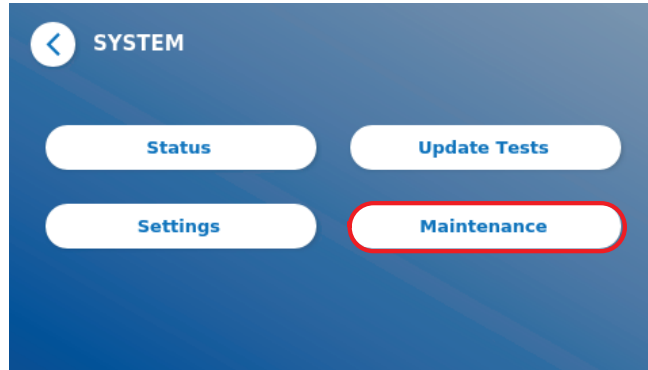 SYSTEM
Status
Update Tests
Settings
Maintenance